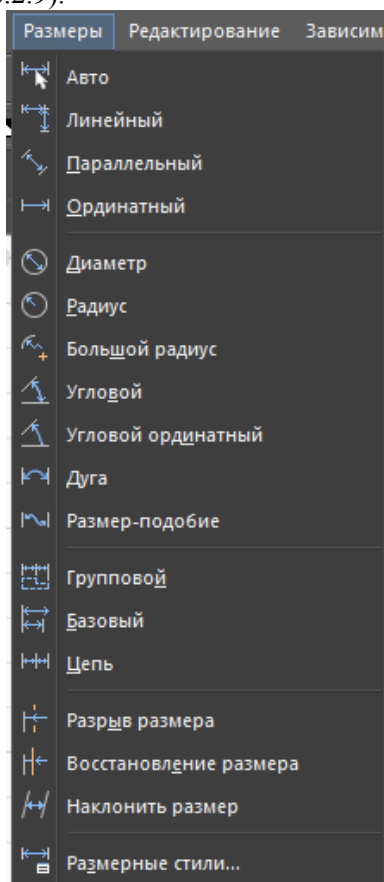 Размеры Редактирование Зависим
Авто
Линейный
Параллельный
Ординатный
Диаметр
Радиус
Большой радиус
Угловой
Угловой ординатный
Дуга
Размер-подобие
Групповой
Базовый
Цепь
Разрыв размера
Восстановление размера
Наклонить размер
Размерные стили...